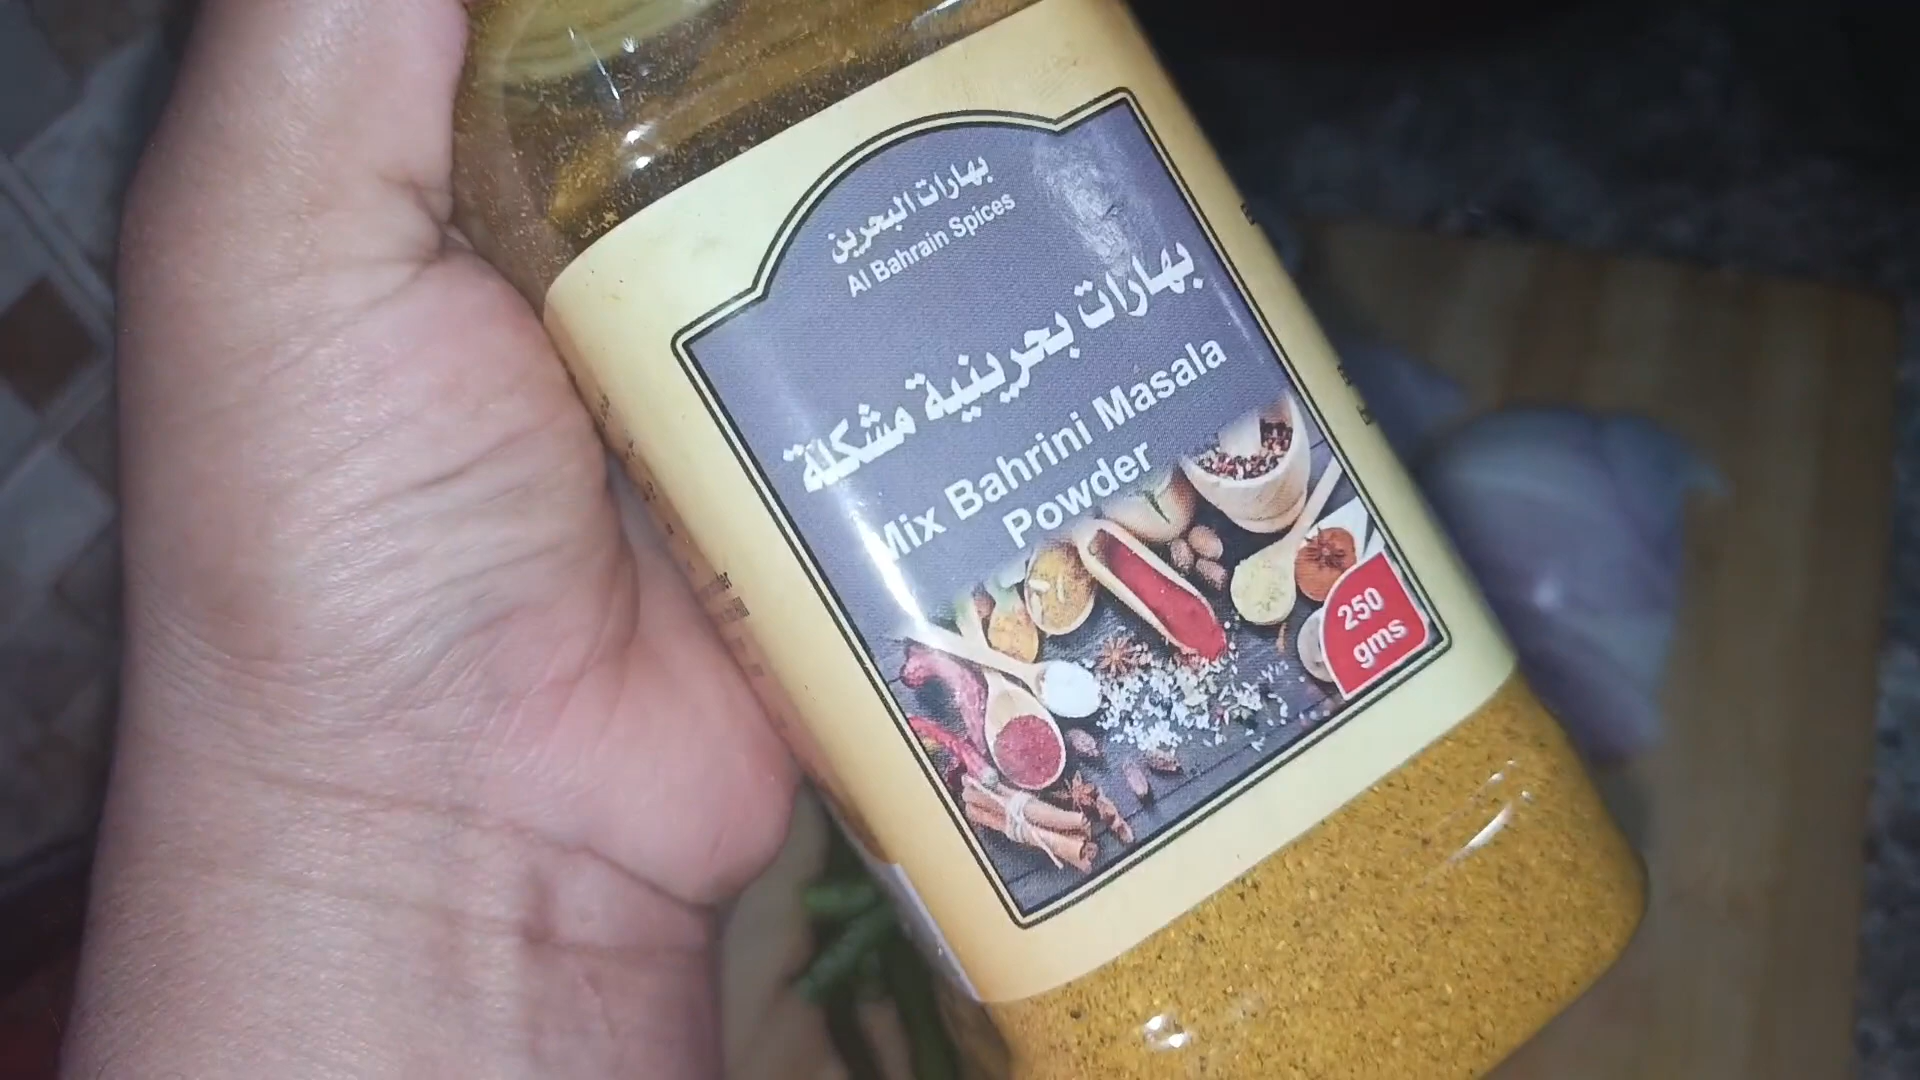 بهارات البحرين
Al Bahrain Spices
بهارات بحرينية مشكلة
Mix Bahrini Masala
Powder
250
gms